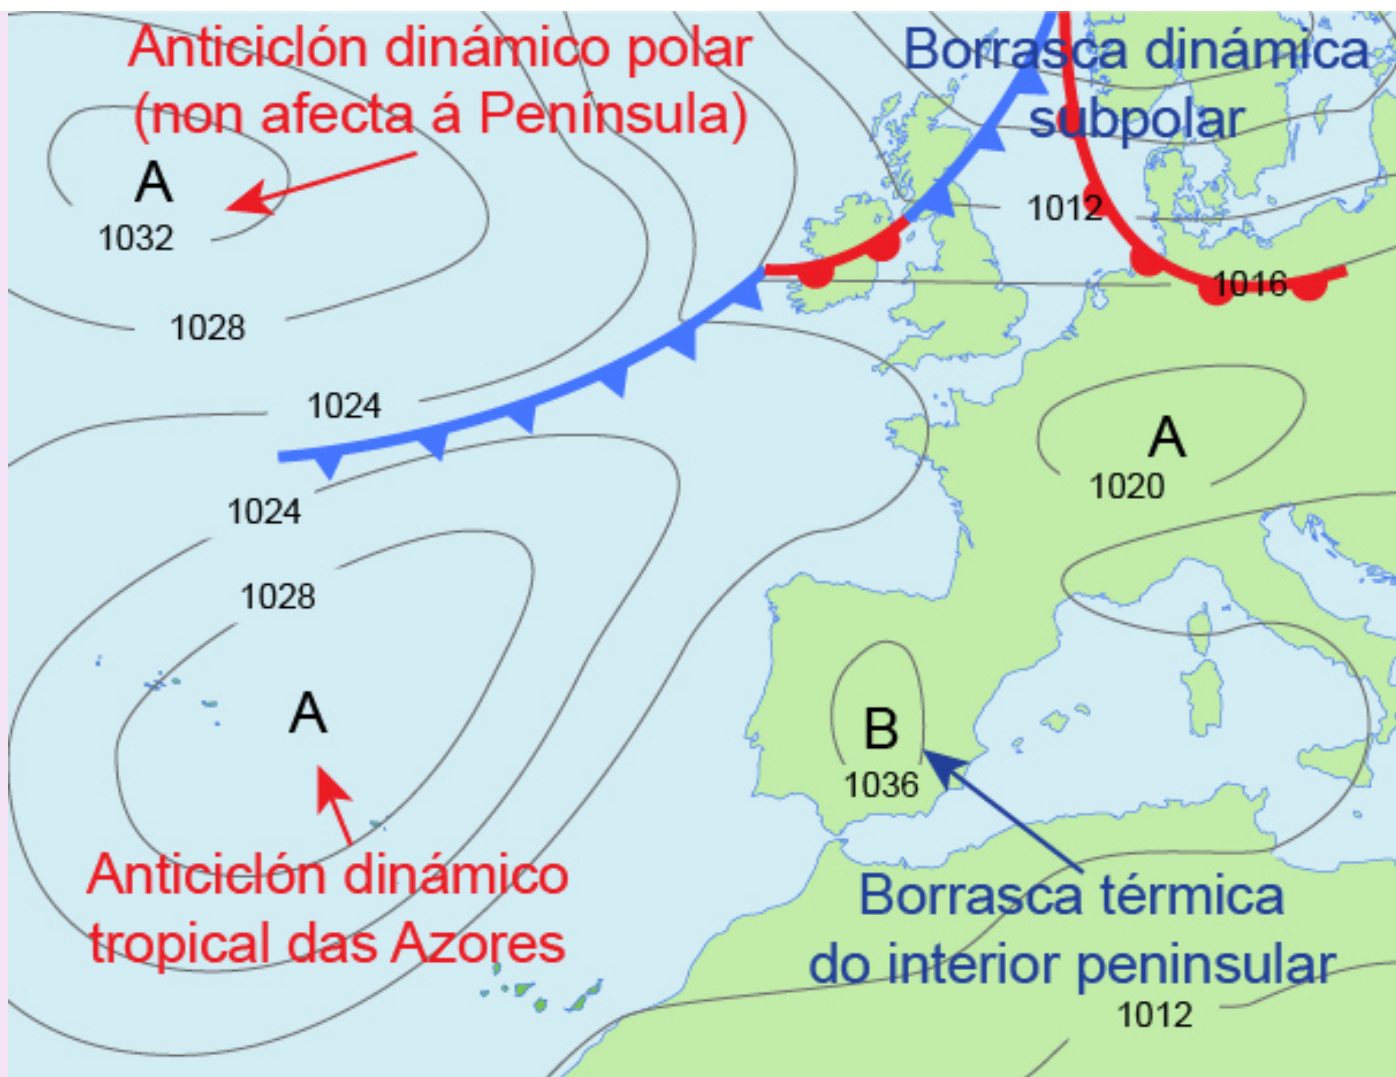 Anticiclón dinámico polar
(non afecta á Península)
Borrasca dinámica
subpolar
A
1032
1012
1028
1016
1024
A
1020
1024
1028
A
B
1036
Anticiclón dinámico
tropical das Azores
Borrasca térmica
do interior peninsular
1012